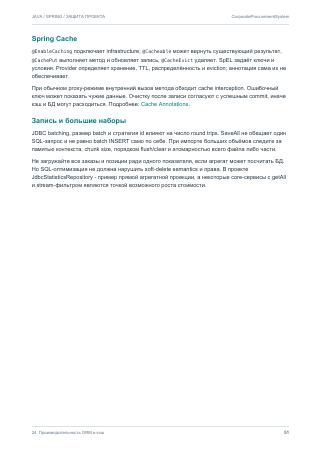 JAVA / SPRING / ЗАЩИТА ПРОЕКТА
CorporateProcurementSystem
Spring Cache
@EnableCaching подключает infrastructure; @Cacheable может вернуть существующий результат,
@CachePut выполняет метод и обновляет запись, @CacheEvict удаляет. SpEL задаёт ключи и
условия. Provider определяет хранение, TTL, распределённость и eviction; аннотация сама их не
обеспечивает.
При обычном proxy-режиме внутренний вызов метода обходит cache interception. Ошибочный
ключ может показать чужие данные. Очистку после записи согласуют с успешным commit, иначе
кэш и БД могут расходиться. Подробнее: Cache Annotations.
Запись и большие наборы
JDBC batching, размер batch и стратегия id влияют на число round trips. SaveAll не обещает один
SQL-запрос и не равно batch INSERT само по себе. При импорте больших объёмов следите за
памятью контекста, chunk size, порядком flush/clear и атомарностью всего файла либо части.
Не загружайте все заказы и позиции ради одного показателя, если агрегат может посчитать БД.
Но SQL-оптимизация не должна нарушить soft-delete семантики и права. В проекте
JdbcStatisticsRepository - пример прямой агрегатной проекции, а некоторые core-сервисы с getAll
и stream-фильтром являются точкой возможного роста стоимости.
24. Производительность ORM и кэш
51